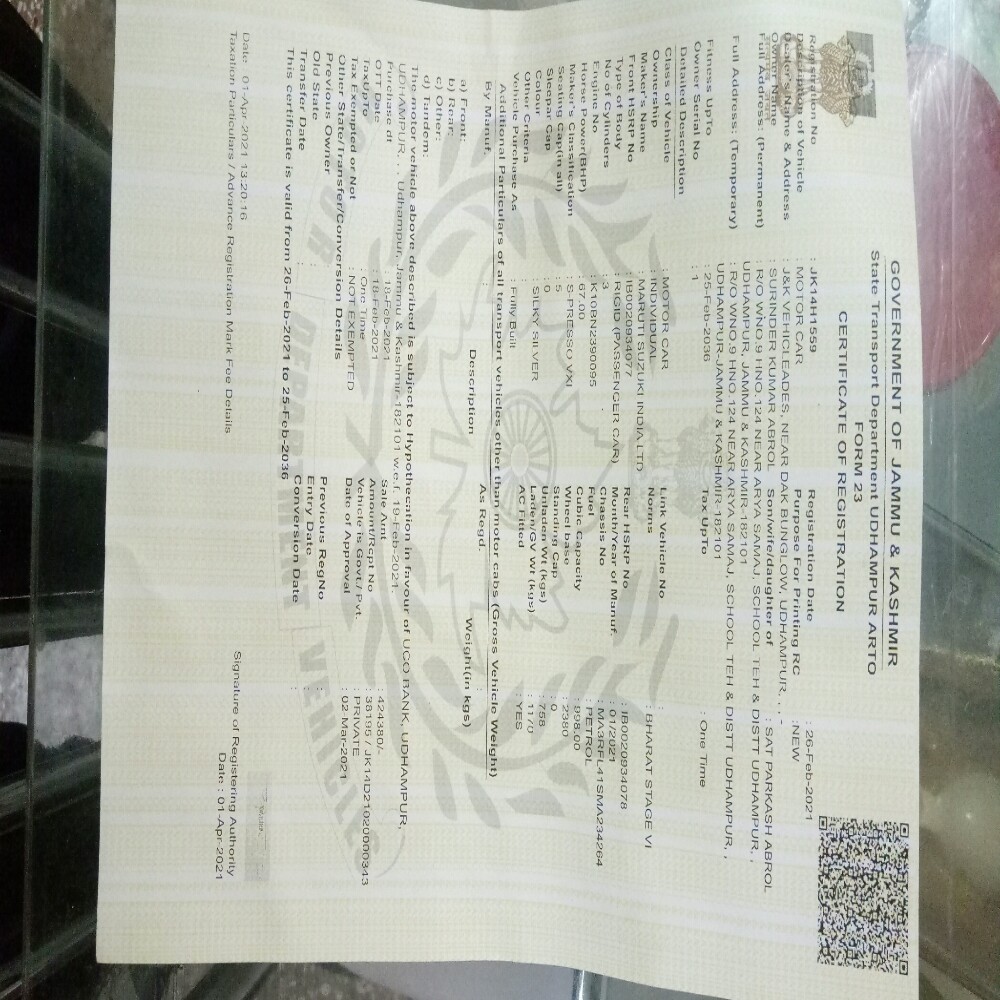 GOVERNMENT OF JAMMU & KASHMIR
State Transport Department UDHAMPUR ARTO
FORM 23
CERTIFICATE OF REGISTRATION
Registration No : JK14H1559 Registration Date : 26-Feb-2021
Description of Vehicle : MOTOR CAR Purpose For Printing RC : NEW
Dealer's Name & Address : J&K VEHICLEADES, NEAR DAK BUNGLOW, UDHAMPUR, , , -
Owner Name : SURINDER KUMAR ABROL Son/wife/daughter of : SAT PARKASH ABROL
Full Address: (Permanent) : R/O WNO.9 HNO.124 NEAR ARYA SAMAJ, SCHOOL TEH & DISTT UDHAMPUR, ,
UDHAMPUR, JAMMU & KASHMIR-182101
Full Address: (Temporary) : R/O WNO.9 HNO.124 NEAR ARYA SAMAJ, SCHOOL TEH & DISTT UDHAMPUR, ,
UDHAMPUR-JAMMU & KASHMIR-182101
Fitness UpTo : 25-Feb-2036 Tax UpTo : One Time
Owner Serial No : 1
Detailed Description
Class of Vehicle : MOTOR CAR Link Vehicle No :
Ownership : INDIVIDUAL Norms : BHARAT STAGE VI
Maker's Name : MARUTI SUZUKI INDIA LTD
Front HSRP No : IB0020934077 Rear HSRP No : IB0020934078
Type of Body : RIGID (PASSENGER CAR) Month/Year of Manuf. : 01/2021
No of Cylinders : 3 Chassis No : MA3RFL41SMA234264
Engine No : K10BN2390095 Fuel : PETROL
Horse Power(BHP) : 67.00 Cubic Capacity : 998.00
Maker's Classification : S-PRESSO VXI Wheel base : 2380
Seating Cap(in all) : 5 Standing Cap : 0
Sleeper Cap : 0 Unladen Wt (kgs) : 758
Colour : SILKY SILVER Laden/GV Wt (kgs) : 1170
Other Criteria : AC Fitted : YES
Vehicle Purchase As : Fully Built
Additional Particulars of all transport vehicles other than motor cabs (Gross Vehicle Weight)
By Manuf. : As Regd. :
Description Weight(in kgs)
a) Front:
b) Rear:
c) Other:
d) Tandem:
The motor vehicle above described is subject to Hypothecation in favour of UCO BANK, UDHAMPUR,
UDHAMPUR, , , Udhampur, Jammu & Kashmir-182101 w.e.f. 19-Feb-2021.
Purchase dt : 18-Feb-2021 Sale Amt : 424380/-
OTT Date : 18-Feb-2021 Amount/Rcpt No : 38195 / JK14D21020000343
TaxUpTo : One Time Vehicle is Govt./ Pvt. : PRIVATE
Tax Exempted or Not : NOT EXEMPTED Date of Approval : 02-Mar-2021
Other State/Transfer/Conversion Details
Previous Owner : Previous RegNo :
Old State : Entry Date :
Transfer Date : Conversion Date :
This certificate is valid from 26-Feb-2021 to 25-Feb-2036
Signature of Registering Authority
Date : 01-Apr-2021 13:20:16 Date : 01-Apr-2021
Taxation Particulars / Advance Registration Mark Fee Details